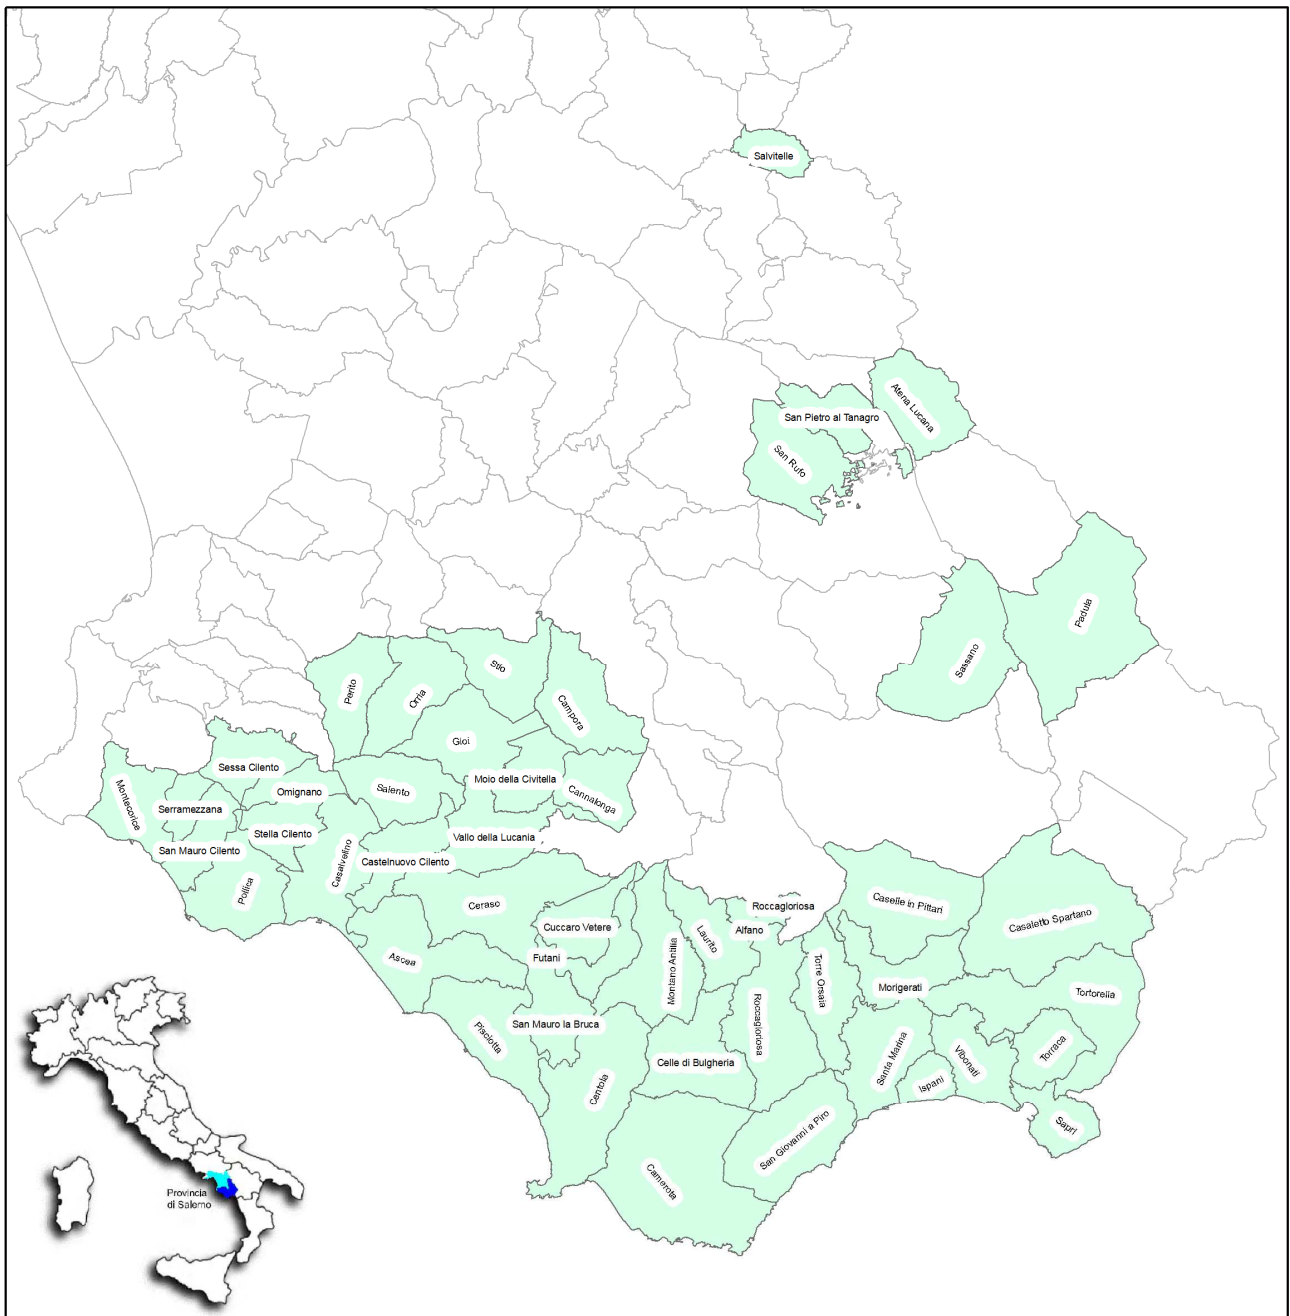 Salvitelle
Atena Lucana
San Pietro al Tanagro
San Rufo
Padula
Sassano
Stio
Perito
Orria
Campora
Gioi
Sessa Cilento
Moio della Civitella
Omignano
Salento
Cannalonga
Montecorice
Serramezzana
Stella Cilento
Vallo della Lucania
San Mauro Cilento
Casalvelino
Castelnuovo Cilento
Pollica
Ceraso
Roccagloriosa
Caselle in Pittari
Casaletto Spartano
Cuccaro Vetere
Laurito
Alfano
Ascea
Futani
Montano Antilia
Torre Orsaia
Morigerati
Tortorella
Pisciotta
San Mauro la Bruca
Roccagloriosa
Celle di Bulgheria
Santa Marina
Vibonati
Torraca
Ispani
Centola
Sapri
San Giovanni a Piro
Camerota
Provincia
di Salerno